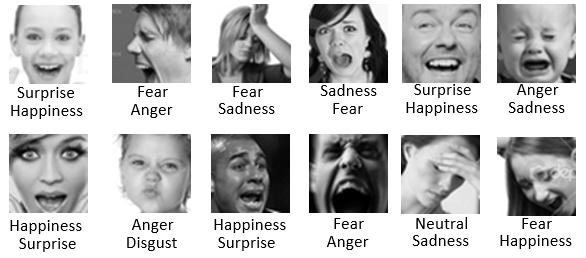 Surprise
Happiness
Fear
Anger
Fear
Sadness
Sadness
Fear
Surprise
Happiness
Anger
Sadness
Happiness
Surprise
Anger
Disgust
Happiness
Surprise
Fear
Anger
Neutral
Sadness
Fear
Happiness